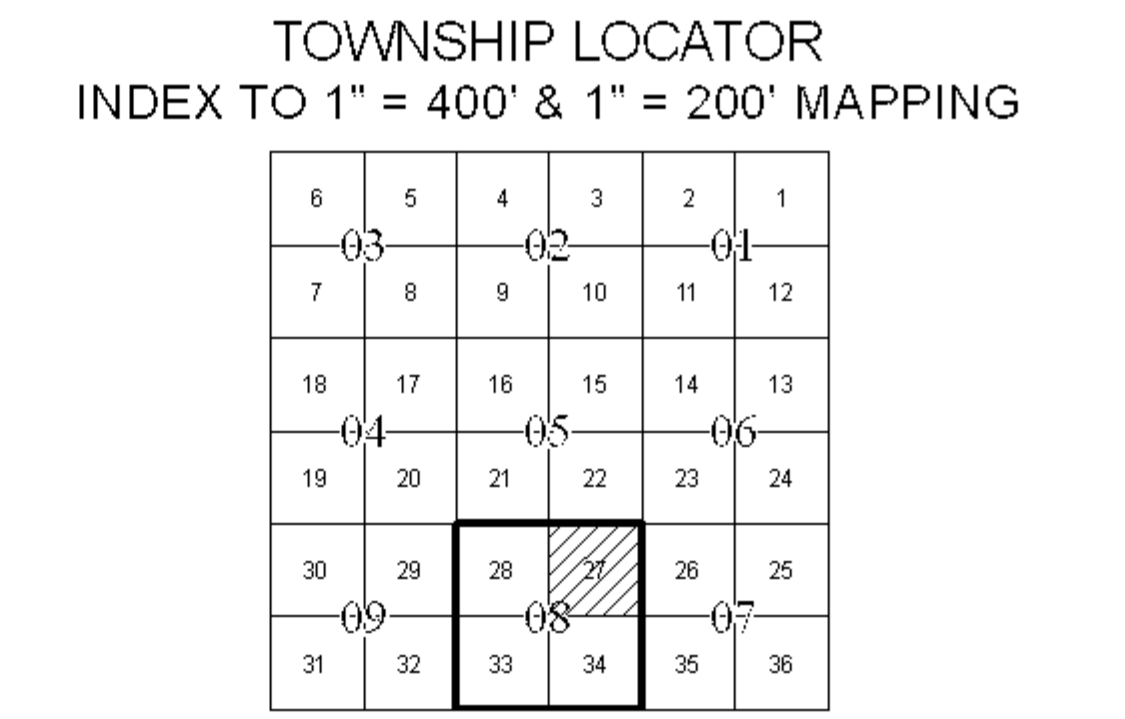 TOWNSHIP LOCATOR
INDEX TO 1" = 400' & 1" = 200' MAPPING
6 5 4 3 2 1
03 02 01
7 8 9 10 11 12
18 17 16 15 14 13
04 05 06
19 20 21 22 23 24
30 29 28 27 26 25
09 08 07
31 32 33 34 35 36